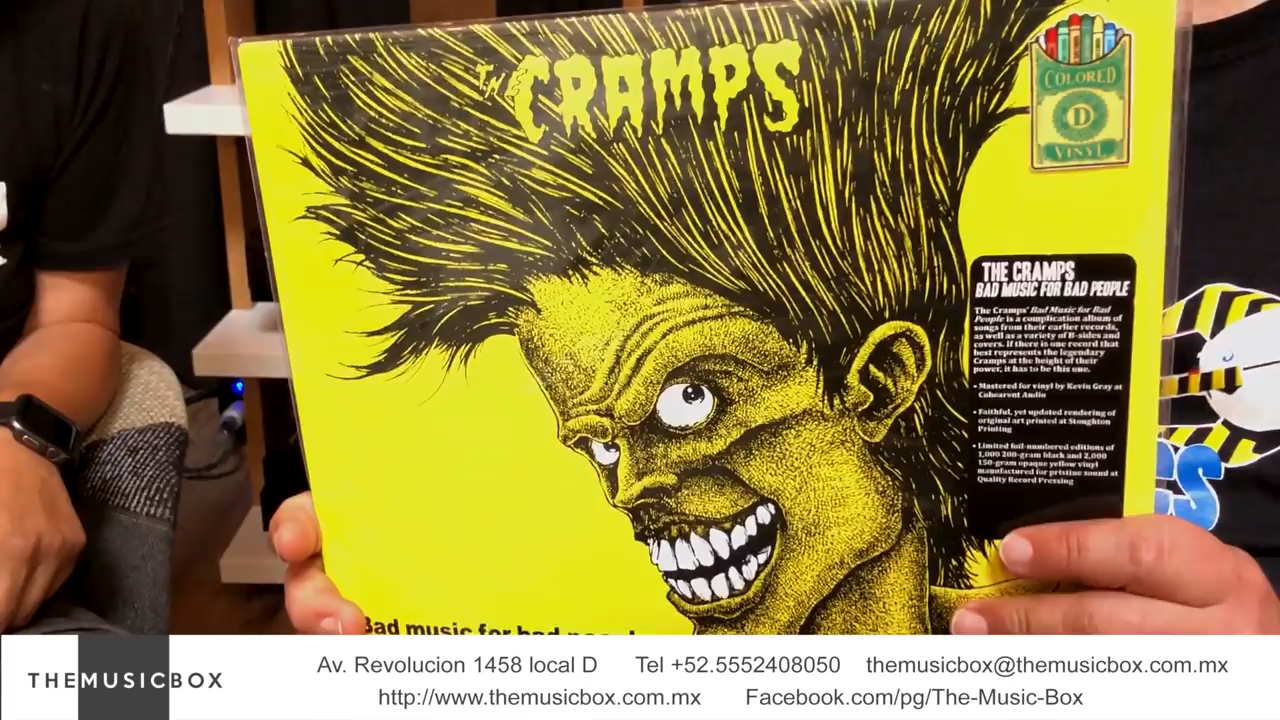 THE CRAMPS
COLORED
D
VINYL
THE CRAMPS
BAD MUSIC FOR BAD PEOPLE
The Cramps' Bad Music for Bad
People is a complication album of
songs from their earlier records,
as well as a variety of B-sides and
covers. If there is one record that
best represents the legendary
Cramps at the height of their
power, it has to be this one.
• Mastered for vinyl by Kevin Gray at
Cohearent Audio
• Faithful, yet updated rendering of
original art printed at Stoughton
Printing
• Limited foil-numbered editions of
1,000 200-gram black and 2,000
150-gram opaque yellow vinyl
manufactured for pristine sound at
Quality Record Pressing
Bad music for bad
THEMUSICBOX
Av. Revolucion 1458 local D Tel +52.5552408050 themusicbox@themusicbox.com.mx
http://www.themusicbox.com.mx Facebook.com/pg/The-Music-Box